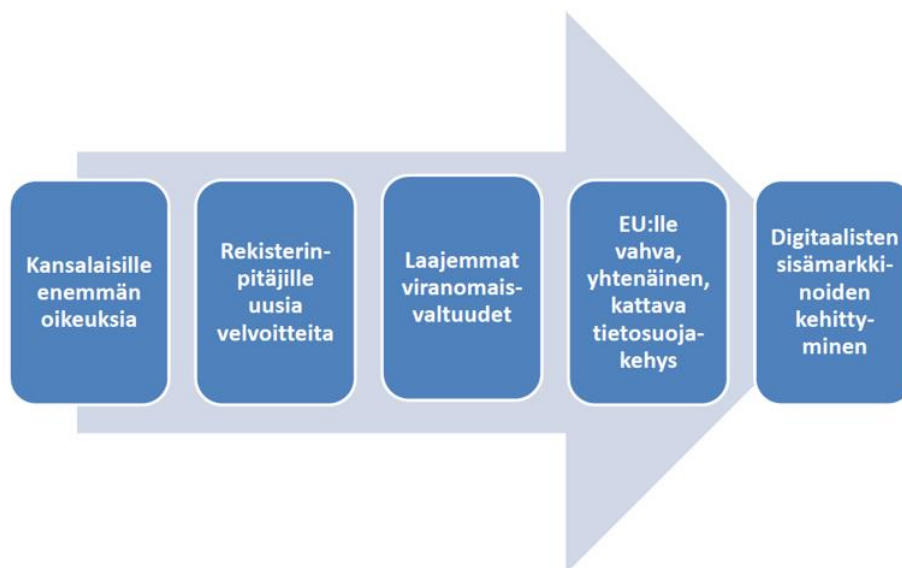 Kansalaisille
enemmän
oikeuksia
Rekisterin-
pitäjille
uusia
velvoitteita
Laajemmat
viranomais-
valtuudet
EU:lle
vahva,
yhtenäinen,
kattava
tietosuoja-
kehys
Digitaalisten
sisämarkki-
noiden
kehitty-
minen